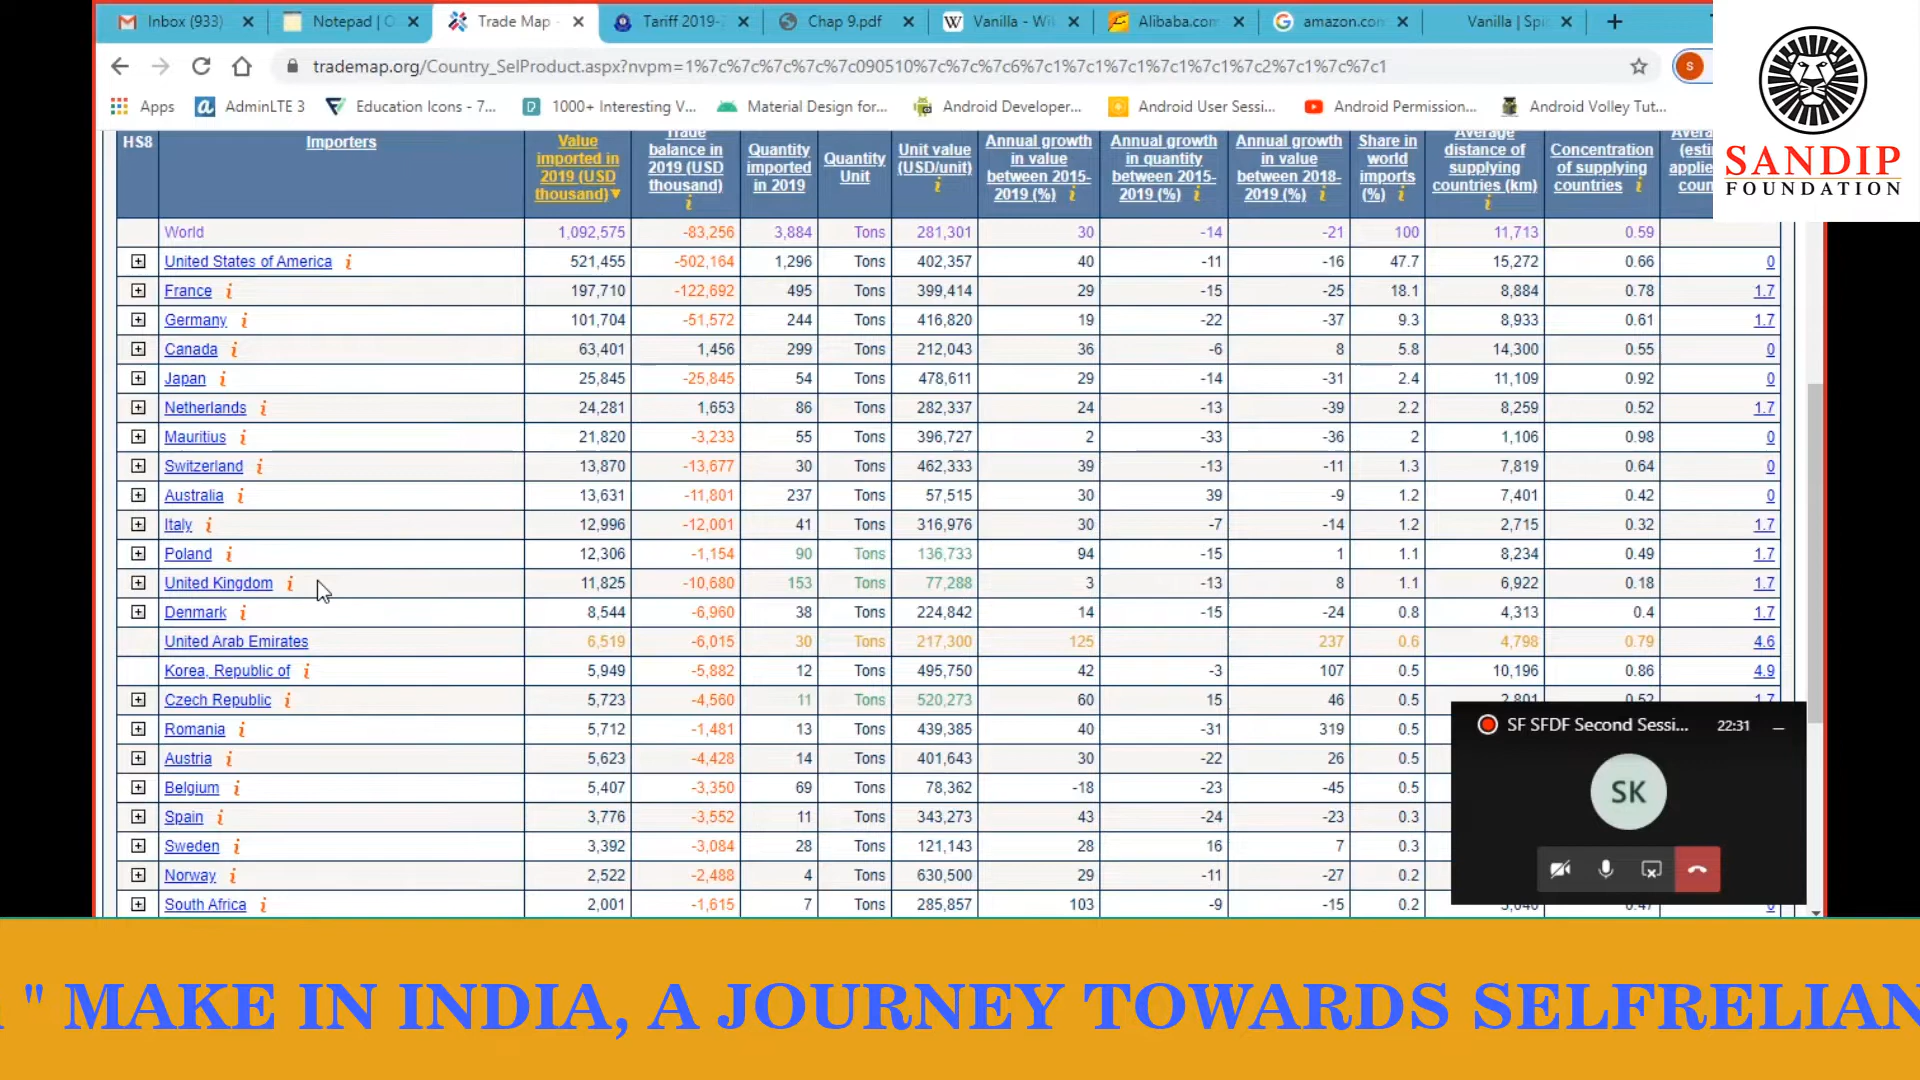 Inbox (933)
Notepad | O
Trade Map -
Tariff 2019-
Chap 9.pdf
W Vanilla - Wi
Alibaba.com
amazon.com
Vanilla | Spi
trademap.org/Country_SelProduct.aspx?nvpm=1%7c%7c%7c%7c%7c090510%7c%7c%7c6%7c1%7c1%7c1%7c1%7c1%7c2%7c1%7c%7c1
S
Apps
AdminLTE 3
Education Icons - 7...
1000+ Interesting V...
Material Design for...
Android Developer...
Android User Sessi...
Android Permission...
Android Volley Tut...
SANDIP
FOUNDATION
HS8 Importers Value imported in 2019 (USD thousand)▼ Trade balance in 2019 (USD thousand) i Quantity imported in 2019 Quantity Unit Unit value (USD/unit) i Annual growth in value between 2015-2019 (%) i Annual growth in quantity between 2015-2019 (%) i Annual growth in value between 2018-2019 (%) i Share in world imports (%) i Average distance of supplying countries (km) i Concentration of supplying countries i
World 1,092,575 -83,256 3,884 Tons 281,301 30 -14 -21 100 11,713 0.59
United States of America i 521,455 -502,164 1,296 Tons 402,357 40 -11 -16 47.7 15,272 0.66 0
France i 197,710 -122,692 495 Tons 399,414 29 -15 -25 18.1 8,884 0.78 1.7
Germany i 101,704 -51,572 244 Tons 416,820 19 -22 -37 9.3 8,933 0.61 1.7
Canada i 63,401 1,456 299 Tons 212,043 36 -6 8 5.8 14,300 0.55 0
Japan i 25,845 -25,845 54 Tons 478,611 29 -14 -31 2.4 11,109 0.92 0
Netherlands i 24,281 1,653 86 Tons 282,337 24 -13 -39 2.2 8,259 0.52 1.7
Mauritius i 21,820 -3,233 55 Tons 396,727 2 -33 -36 2 1,106 0.98 0
Switzerland i 13,870 -13,677 30 Tons 462,333 39 -13 -11 1.3 7,819 0.64 0
Australia i 13,631 -11,801 237 Tons 57,515 30 39 -9 1.2 7,401 0.42 0
Italy i 12,996 -12,001 41 Tons 316,976 30 -7 -14 1.2 2,715 0.32 1.7
Poland i 12,306 -1,154 90 Tons 136,733 94 -15 1 1.1 8,234 0.49 1.7
United Kingdom i 11,825 -10,680 153 Tons 77,288 3 -13 8 1.1 6,922 0.18 1.7
Denmark i 8,544 -6,960 38 Tons 224,842 14 -15 -24 0.8 4,313 0.4 1.7
United Arab Emirates 6,519 -6,015 30 Tons 217,300 125 237 0.6 4,798 0.79 4.6
Korea, Republic of i 5,949 -5,882 12 Tons 495,750 42 -3 107 0.5 10,196 0.86 4.9
Czech Republic i 5,723 -4,560 11 Tons 520,273 60 15 46 0.5 2,801 0.52 1.7
Romania i 5,712 -1,481 13 Tons 439,385 40 -31 319 0.5
Austria i 5,623 -4,428 14 Tons 401,643 30 -22 26 0.5
Belgium i 5,407 -3,350 69 Tons 78,362 -18 -23 -45 0.5
Spain i 3,776 -3,552 11 Tons 343,273 43 -24 -23 0.3
Sweden i 3,392 -3,084 28 Tons 121,143 28 16 7 0.3
Norway i 2,522 -2,488 4 Tons 630,500 29 -11 -27 0.2
South Africa i 2,001 -1,615 7 Tons 285,857 103 -9 -15 0.2
SF SFDF Second Sessi... 22:31
SK
" MAKE IN INDIA, A JOURNEY TOWARDS SELFRELIAN